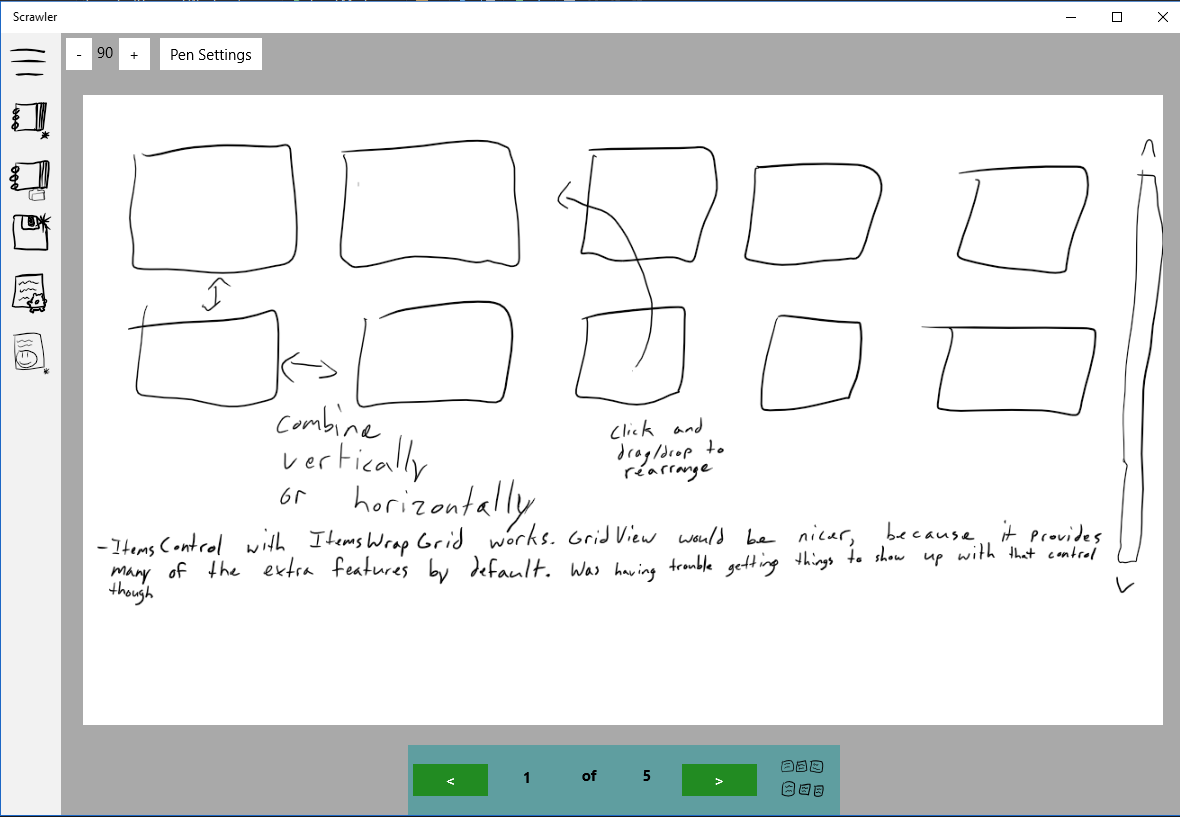 Scrawler
- 90 + Pen Settings
combine
vertically
or horizontally
click and
drag/drop to
rearrange
- ItemsControl with ItemsWrapGrid works. GridView would be nicer, because it provides
many of the extra features by default. Was having trouble getting things to show up with that control
though
< 1 of 5 >